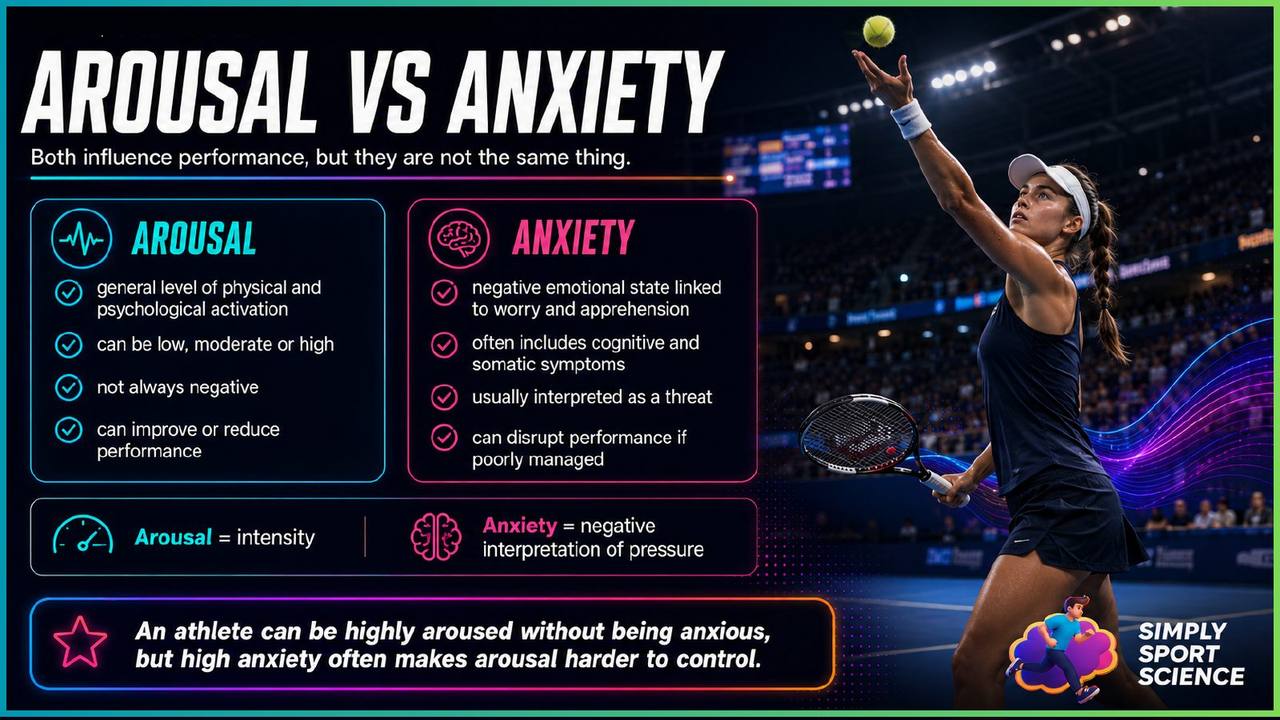 AROUSAL VS ANXIETY
Both influence performance, but they are not the same thing.
AROUSAL
general level of physical and
psychological activation
can be low, moderate or high
not always negative
can improve or reduce
performance
ANXIETY
negative emotional state linked
to worry and apprehension
often includes cognitive and
somatic symptoms
usually interpreted as a threat
can disrupt performance if
poorly managed
Arousal = intensity
Anxiety = negative
interpretation of pressure
An athlete can be highly aroused without being anxious,
but high anxiety often makes arousal harder to control.
SIMPLY
SPORT
SCIENCE